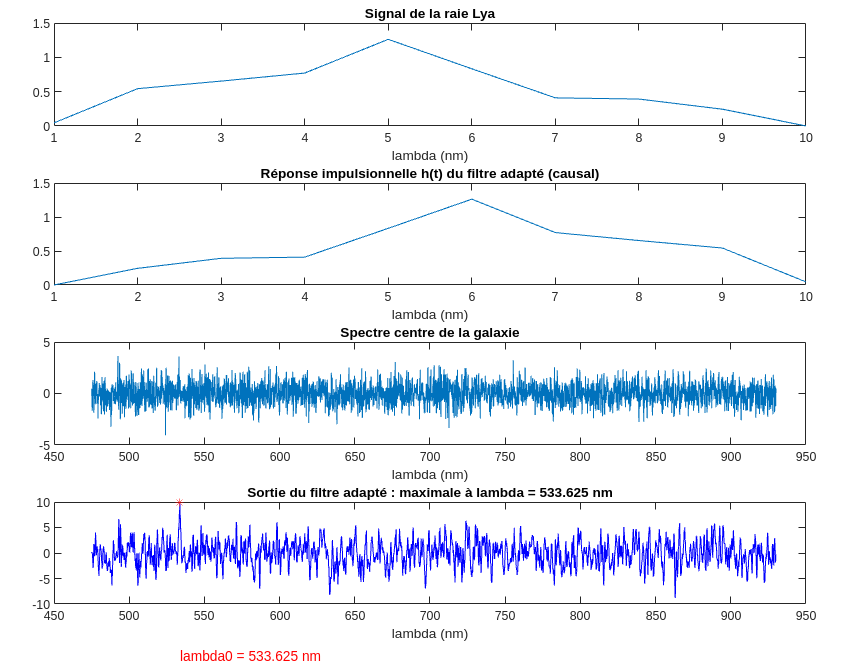 Signal de la raie Lya
1.5
1
0.5
0
1 2 3 4 5 6 7 8 9 10
lambda (nm)
Réponse impulsionnelle h(t) du filtre adapté (causal)
1.5
1
0.5
0
1 2 3 4 5 6 7 8 9 10
lambda (nm)
Spectre centre de la galaxie
5
0
-5
450 500 550 600 650 700 750 800 850 900 950
lambda (nm)
Sortie du filtre adapté : maximale à lambda = 533.625 nm
10
5
0
-5
-10
450 500 550 600 650 700 750 800 850 900 950
lambda (nm)
lambda0 = 533.625 nm